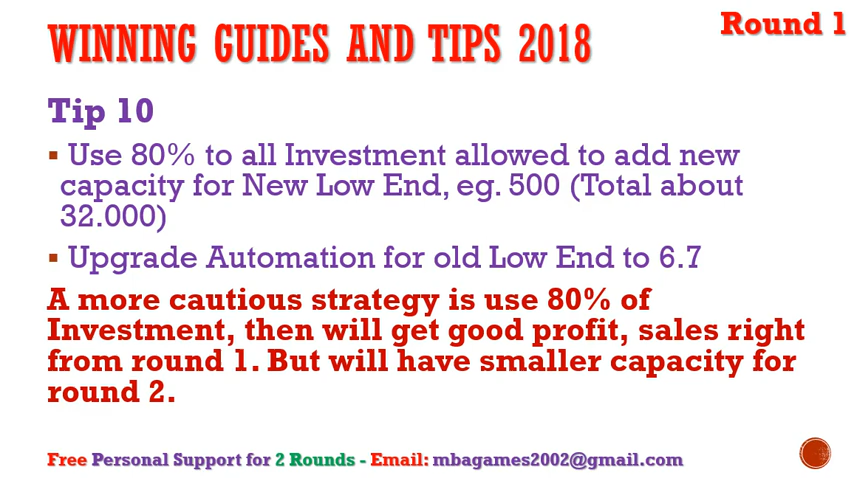 Round 1
WINNING GUIDES AND TIPS 2018
Tip 10
▪ Use 80% to all Investment allowed to add new
capacity for New Low End, eg. 500 (Total about
32.000)
▪ Upgrade Automation for old Low End to 6.7
A more cautious strategy is use 80% of
Investment, then will get good profit, sales right
from round 1. But will have smaller capacity for
round 2.
Free Personal Support for 2 Rounds - Email: mbagames2002@gmail.com